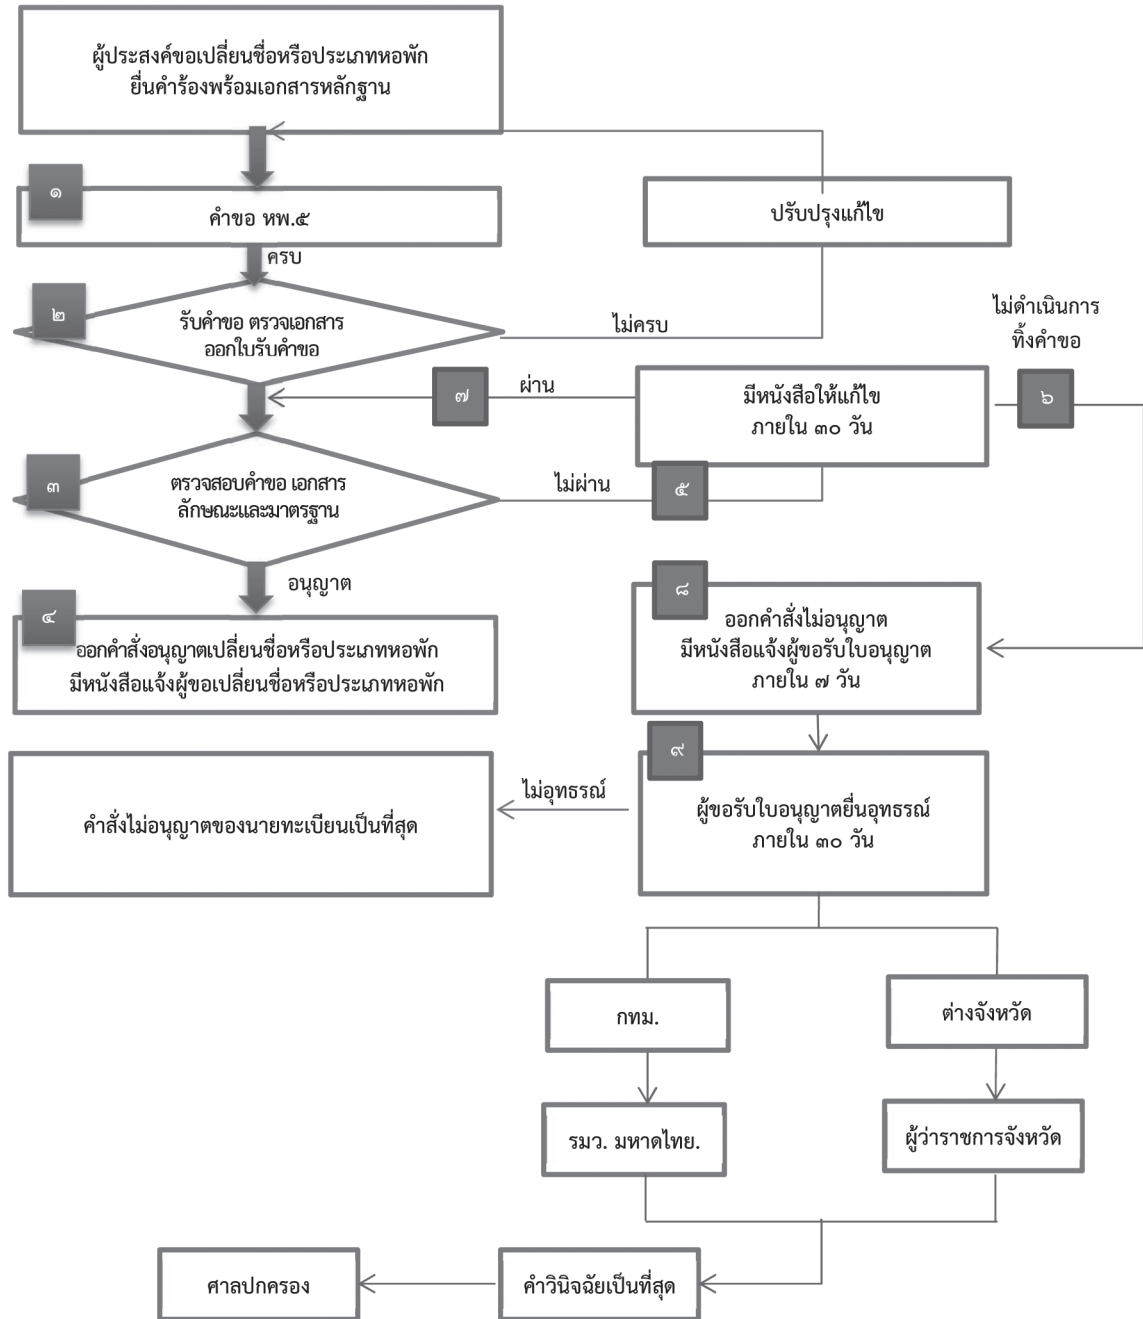 ผู้ประสงค์ขอเปลี่ยนชื่อหรือประเภทหอพัก
ยื่นคำร้องพร้อมเอกสารหลักฐาน
๑
คำขอ หพ.๕
ปรับปรุงแก้ไข
ครบ
๒
รับคำขอ ตรวจเอกสาร
ออกใบรับคำขอ
ไม่ครบ
ไม่ดำเนินการ
ทิ้งคำขอ
๗
ผ่าน
มีหนังสือให้แก้ไข
ภายใน ๓๐ วัน
๖
๓
ตรวจสอบคำขอ เอกสาร
ลักษณะและมาตรฐาน
ไม่ผ่าน
๕
อนุญาต
๔
ออกคำสั่งอนุญาตเปลี่ยนชื่อหรือประเภทหอพัก
มีหนังสือแจ้งผู้ขอเปลี่ยนชื่อหรือประเภทหอพัก
๘
ออกคำสั่งไม่อนุญาต
มีหนังสือแจ้งผู้ขอรับใบอนุญาต
ภายใน ๗ วัน
๙
ผู้ขอรับใบอนุญาตยื่นอุทธรณ์
ภายใน ๓๐ วัน
ไม่อุทธรณ์
คำสั่งไม่อนุญาตของนายทะเบียนเป็นที่สุด
กทม.
ต่างจังหวัด
รมว. มหาดไทย.
ผู้ว่าราชการจังหวัด
ศาลปกครอง
คำวินิจฉัยเป็นที่สุด